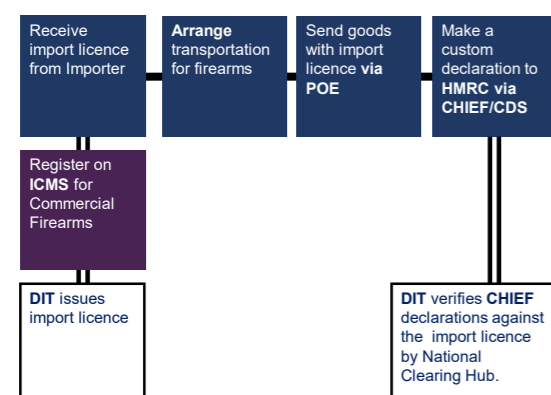 Receive
import licence
from Importer
Arrange
transportation
for firearms
Send goods
with import
licence via
POE
Make a
custom
declaration to
HMRC via
CHIEF/CDS
Register on
ICMS for
Commercial
Firearms
DIT issues
import licence
DIT verifies CHIEF
declarations against
the import licence
by National
Clearing Hub.